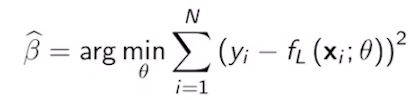 β̂ = arg min_θ ∑_{i=1}^{N} (y_i − f_L (𝐱_i; θ))²